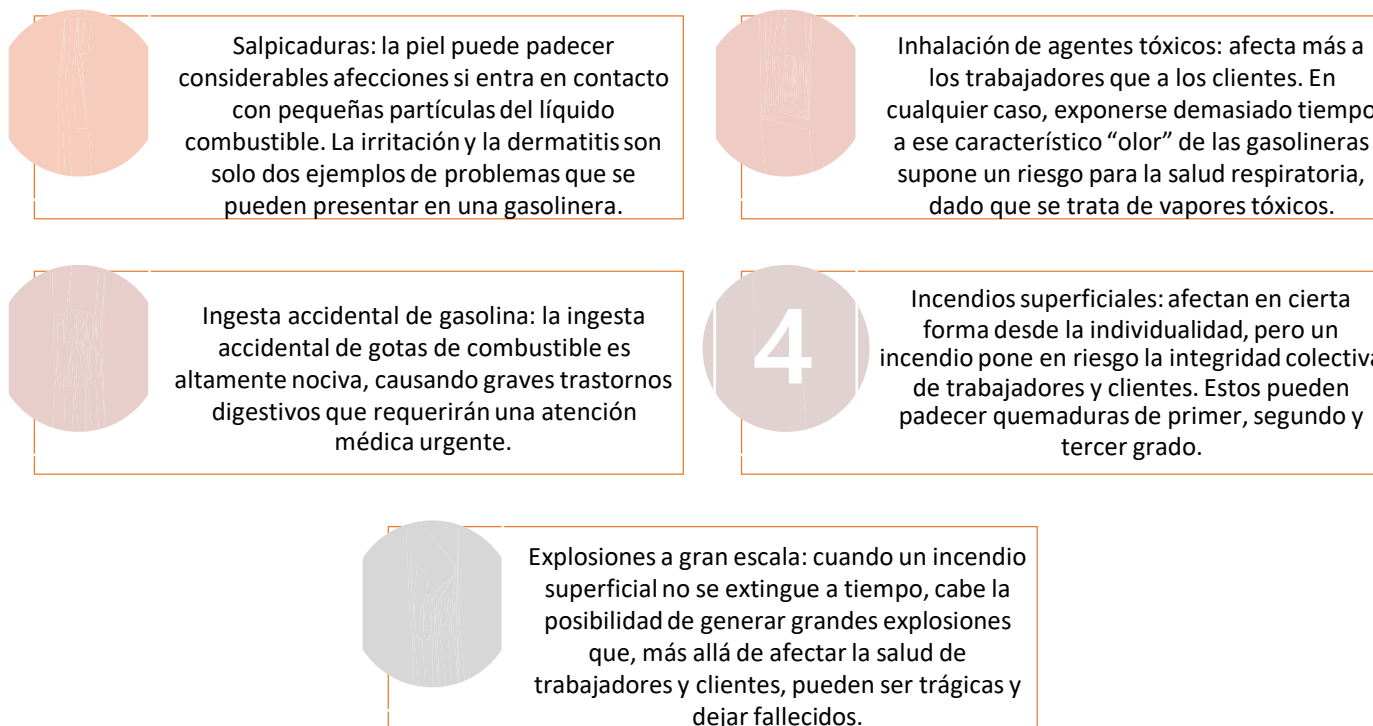 Salpicaduras: la piel puede padecer
considerables afecciones si entra en contacto
con pequeñas partículas del líquido
combustible. La irritación y la dermatitis son
solo dos ejemplos de problemas que se
pueden presentar en una gasolinera.
Inhalación de agentes tóxicos: afecta más a
los trabajadores que a los clientes. En
cualquier caso, exponerse demasiado tiempo
a ese característico “olor” de las gasolineras
supone un riesgo para la salud respiratoria,
dado que se trata de vapores tóxicos.
Ingesta accidental de gasolina: la ingesta
accidental de gotas de combustible es
altamente nociva, causando graves trastornos
digestivos que requerirán una atención
médica urgente.
4
Incendios superficiales: afectan en cierta
forma desde la individualidad, pero un
incendio pone en riesgo la integridad colectiva
de trabajadores y clientes. Estos pueden
padecer quemaduras de primer, segundo y
tercer grado.
Explosiones a gran escala: cuando un incendio
superficial no se extingue a tiempo, cabe la
posibilidad de generar grandes explosiones
que, más allá de afectar la salud de
trabajadores y clientes, pueden ser trágicas y
dejar fallecidos.